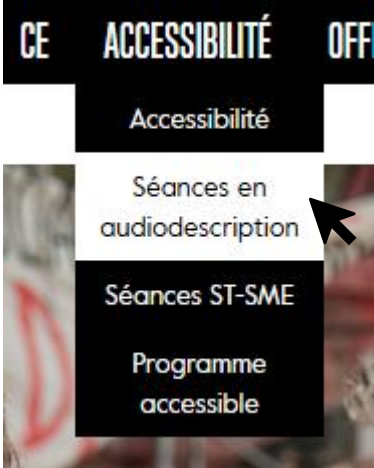 CE ACCESSIBILITÉ OFF
Accessibilité
Séances en
audiodescription
Séances ST-SME
Programme
accessible